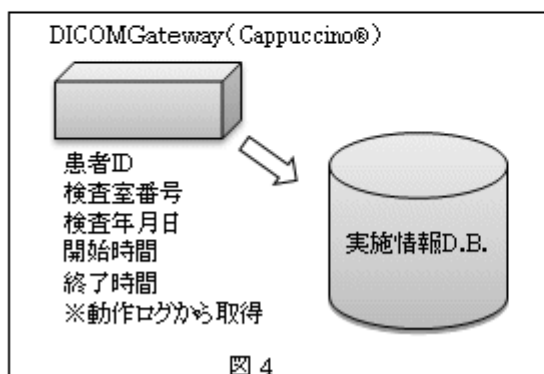 DICOMGateway（Cappuccino®）
患者ID
検査室番号
検査年月日
開始時間
終了時間
※動作ログから取得
実施情報D.B.
図 4